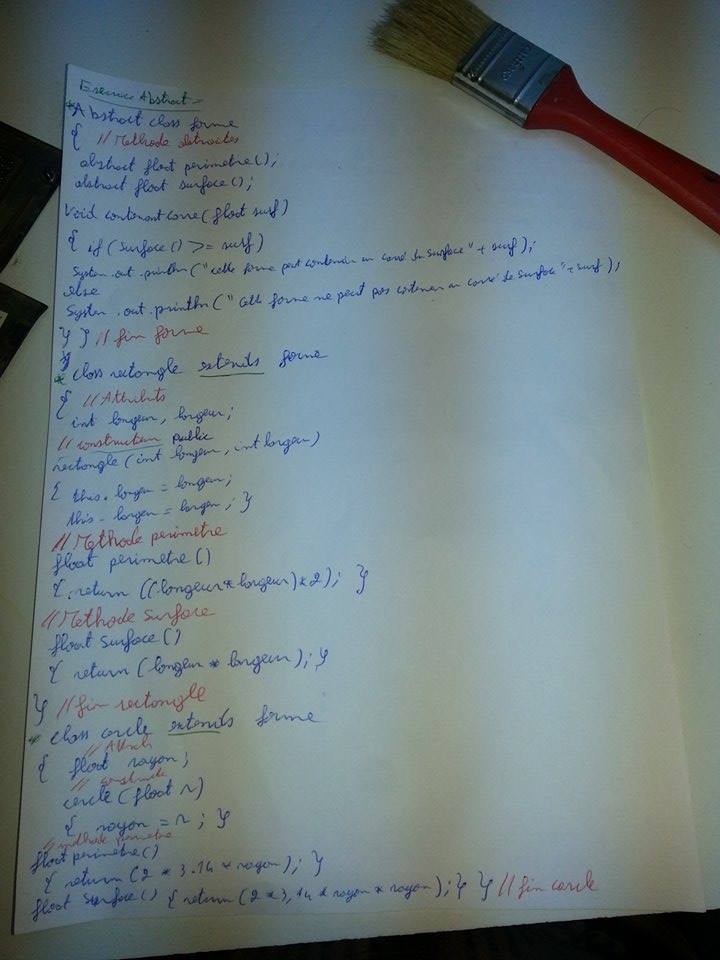 Exercice Abstract
* Abstract class forme
{ // Methode abstraites
abstract float perimetre();
abstract float surface();
Void contenant carre(float surf)
{ if (surface() >= surf)
System.out.println("cette forme peut contenir un carré de surface" + surf);
else
System.out.println("cette forme ne peut pas contenir un carré de surface" + surf);
} } // fin forme
}
* class rectangle extends forme
{ // Attributs
int longeur, largeur;
// construction public
rectangle (int longeur, int largeur)
{ this.longeur = longeur;
this.largeur = largeur; }
// Methode perimetre
float perimetre()
{ return ((longeur*largeur)*2); }
// Methode surface
float surface()
{ return (longeur * largeur); }
} // fin rectangle
* class cercle extends forme
// Attributs
{ float rayon;
// constructe
cercle (float r)
{ rayon = r; }
// methode perimetre
float perimetre()
{ return (2 * 3.14 * rayon); }
float surface() { return (2*3,14 * rayon * rayon); } } // fin cercle